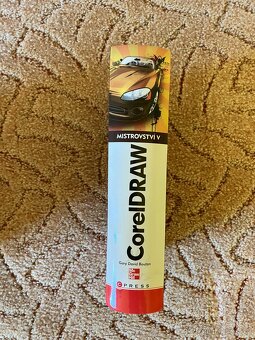 MISTROVSTVÍ V
CorelDRAW
Gary David Bouton
CPRESS